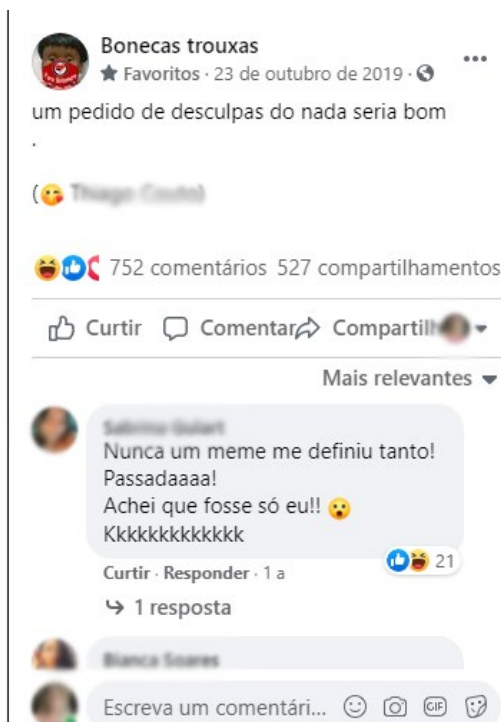 Bonecas trouxas
Favoritos · 23 de outubro de 2019 ·
um pedido de desculpas do nada seria bom
.
(
752 comentários 527 compartilhamentos
Curtir Comentar Compartilh
Mais relevantes
Nunca um meme me definiu tanto!
Passadaaaa!
Achei que fosse só eu!!
Kkkkkkkkkkkkk
21
Curtir · Responder · 1 a
1 resposta
Escreva um comentári...
GIF